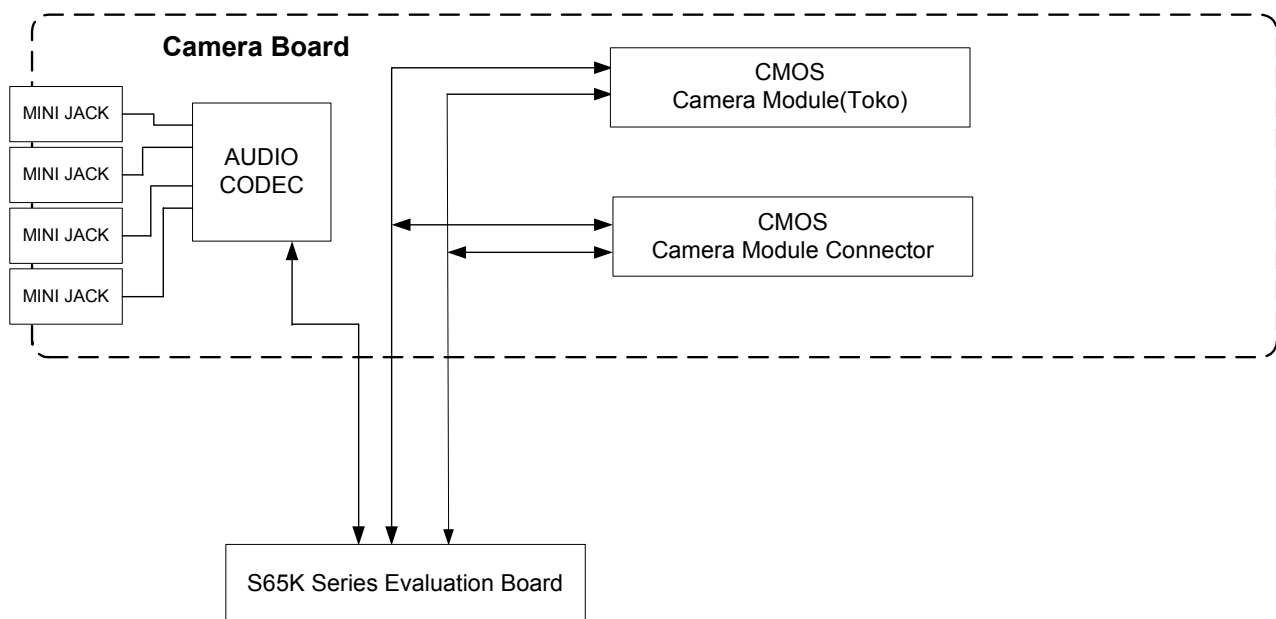 Camera Board
MINI JACK
MINI JACK
MINI JACK
MINI JACK
AUDIO
CODEC
CMOS
Camera Module(Toko)
CMOS
Camera Module Connector
S65K Series Evaluation Board